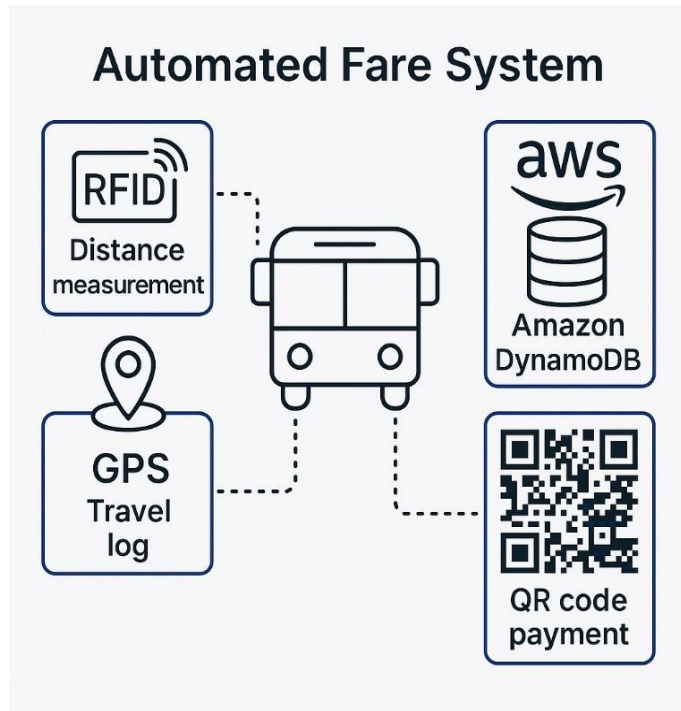 Automated Fare System
RFID
Distance
measurement
GPS
Travel
log
aws
Amazon
DynamoDB
QR code
payment